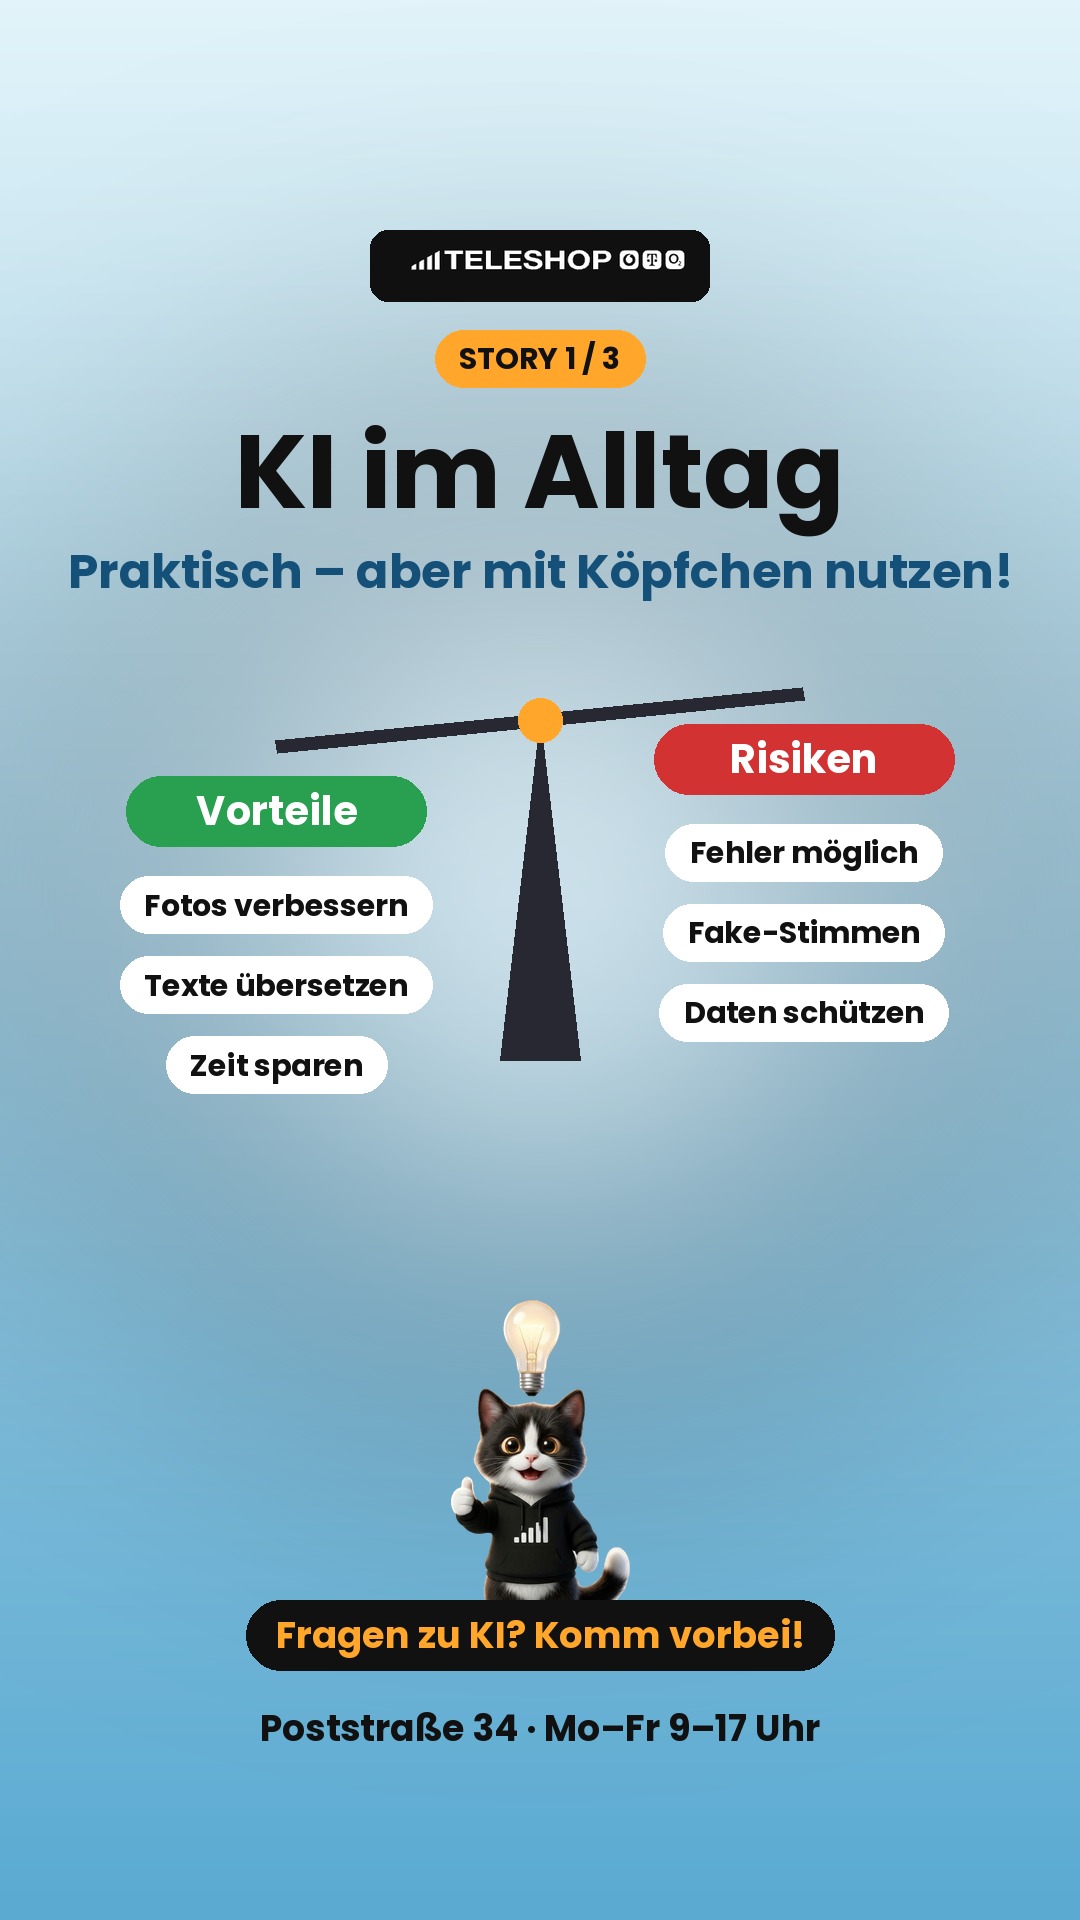 TELESHOP
STORY 1 / 3
KI im Alltag
Praktisch – aber mit Köpfchen nutzen!
Vorteile
Fotos verbessern
Texte übersetzen
Zeit sparen
Risiken
Fehler möglich
Fake-Stimmen
Daten schützen
Fragen zu KI? Komm vorbei!
Poststraße 34 · Mo–Fr 9–17 Uhr